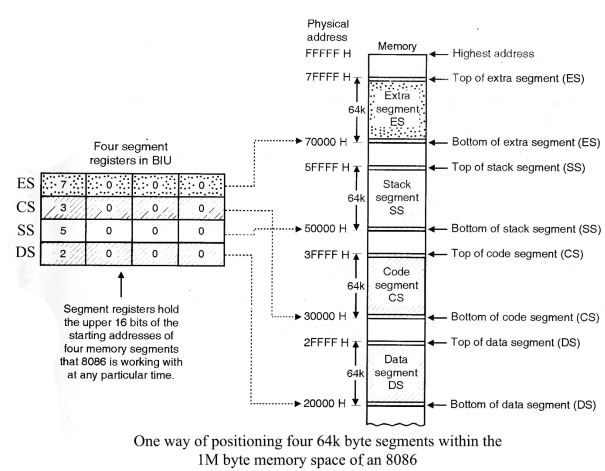 Physical
address
FFFFF H
Memory
Highest address
7FFFF H
Top of extra segment (ES)
64k
Extra
segment
ES
70000 H
Bottom of extra segment (ES)
Four segment
registers in BIU
5FFFF H
Top of stack segment (SS)
ES 7 0 0 0
CS 3 0 0 0
SS 5 0 0 0
DS 2 0 0 0
64k
Stack
segment
SS
50000 H
Bottom of stack segment (SS)
3FFFF H
Top of code segment (CS)
64k
Code
segment
CS
Segment registers hold
the upper 16 bits of the
starting addresses of
four memory segments
that 8086 is working with
at any particular time.
30000 H
Bottom of code segment (CS)
2FFFF H
Top of data segment (DS)
64k
Data
segment
DS
20000 H
Bottom of data segment (DS)
One way of positioning four 64k byte segments within the
1M byte memory space of an 8086